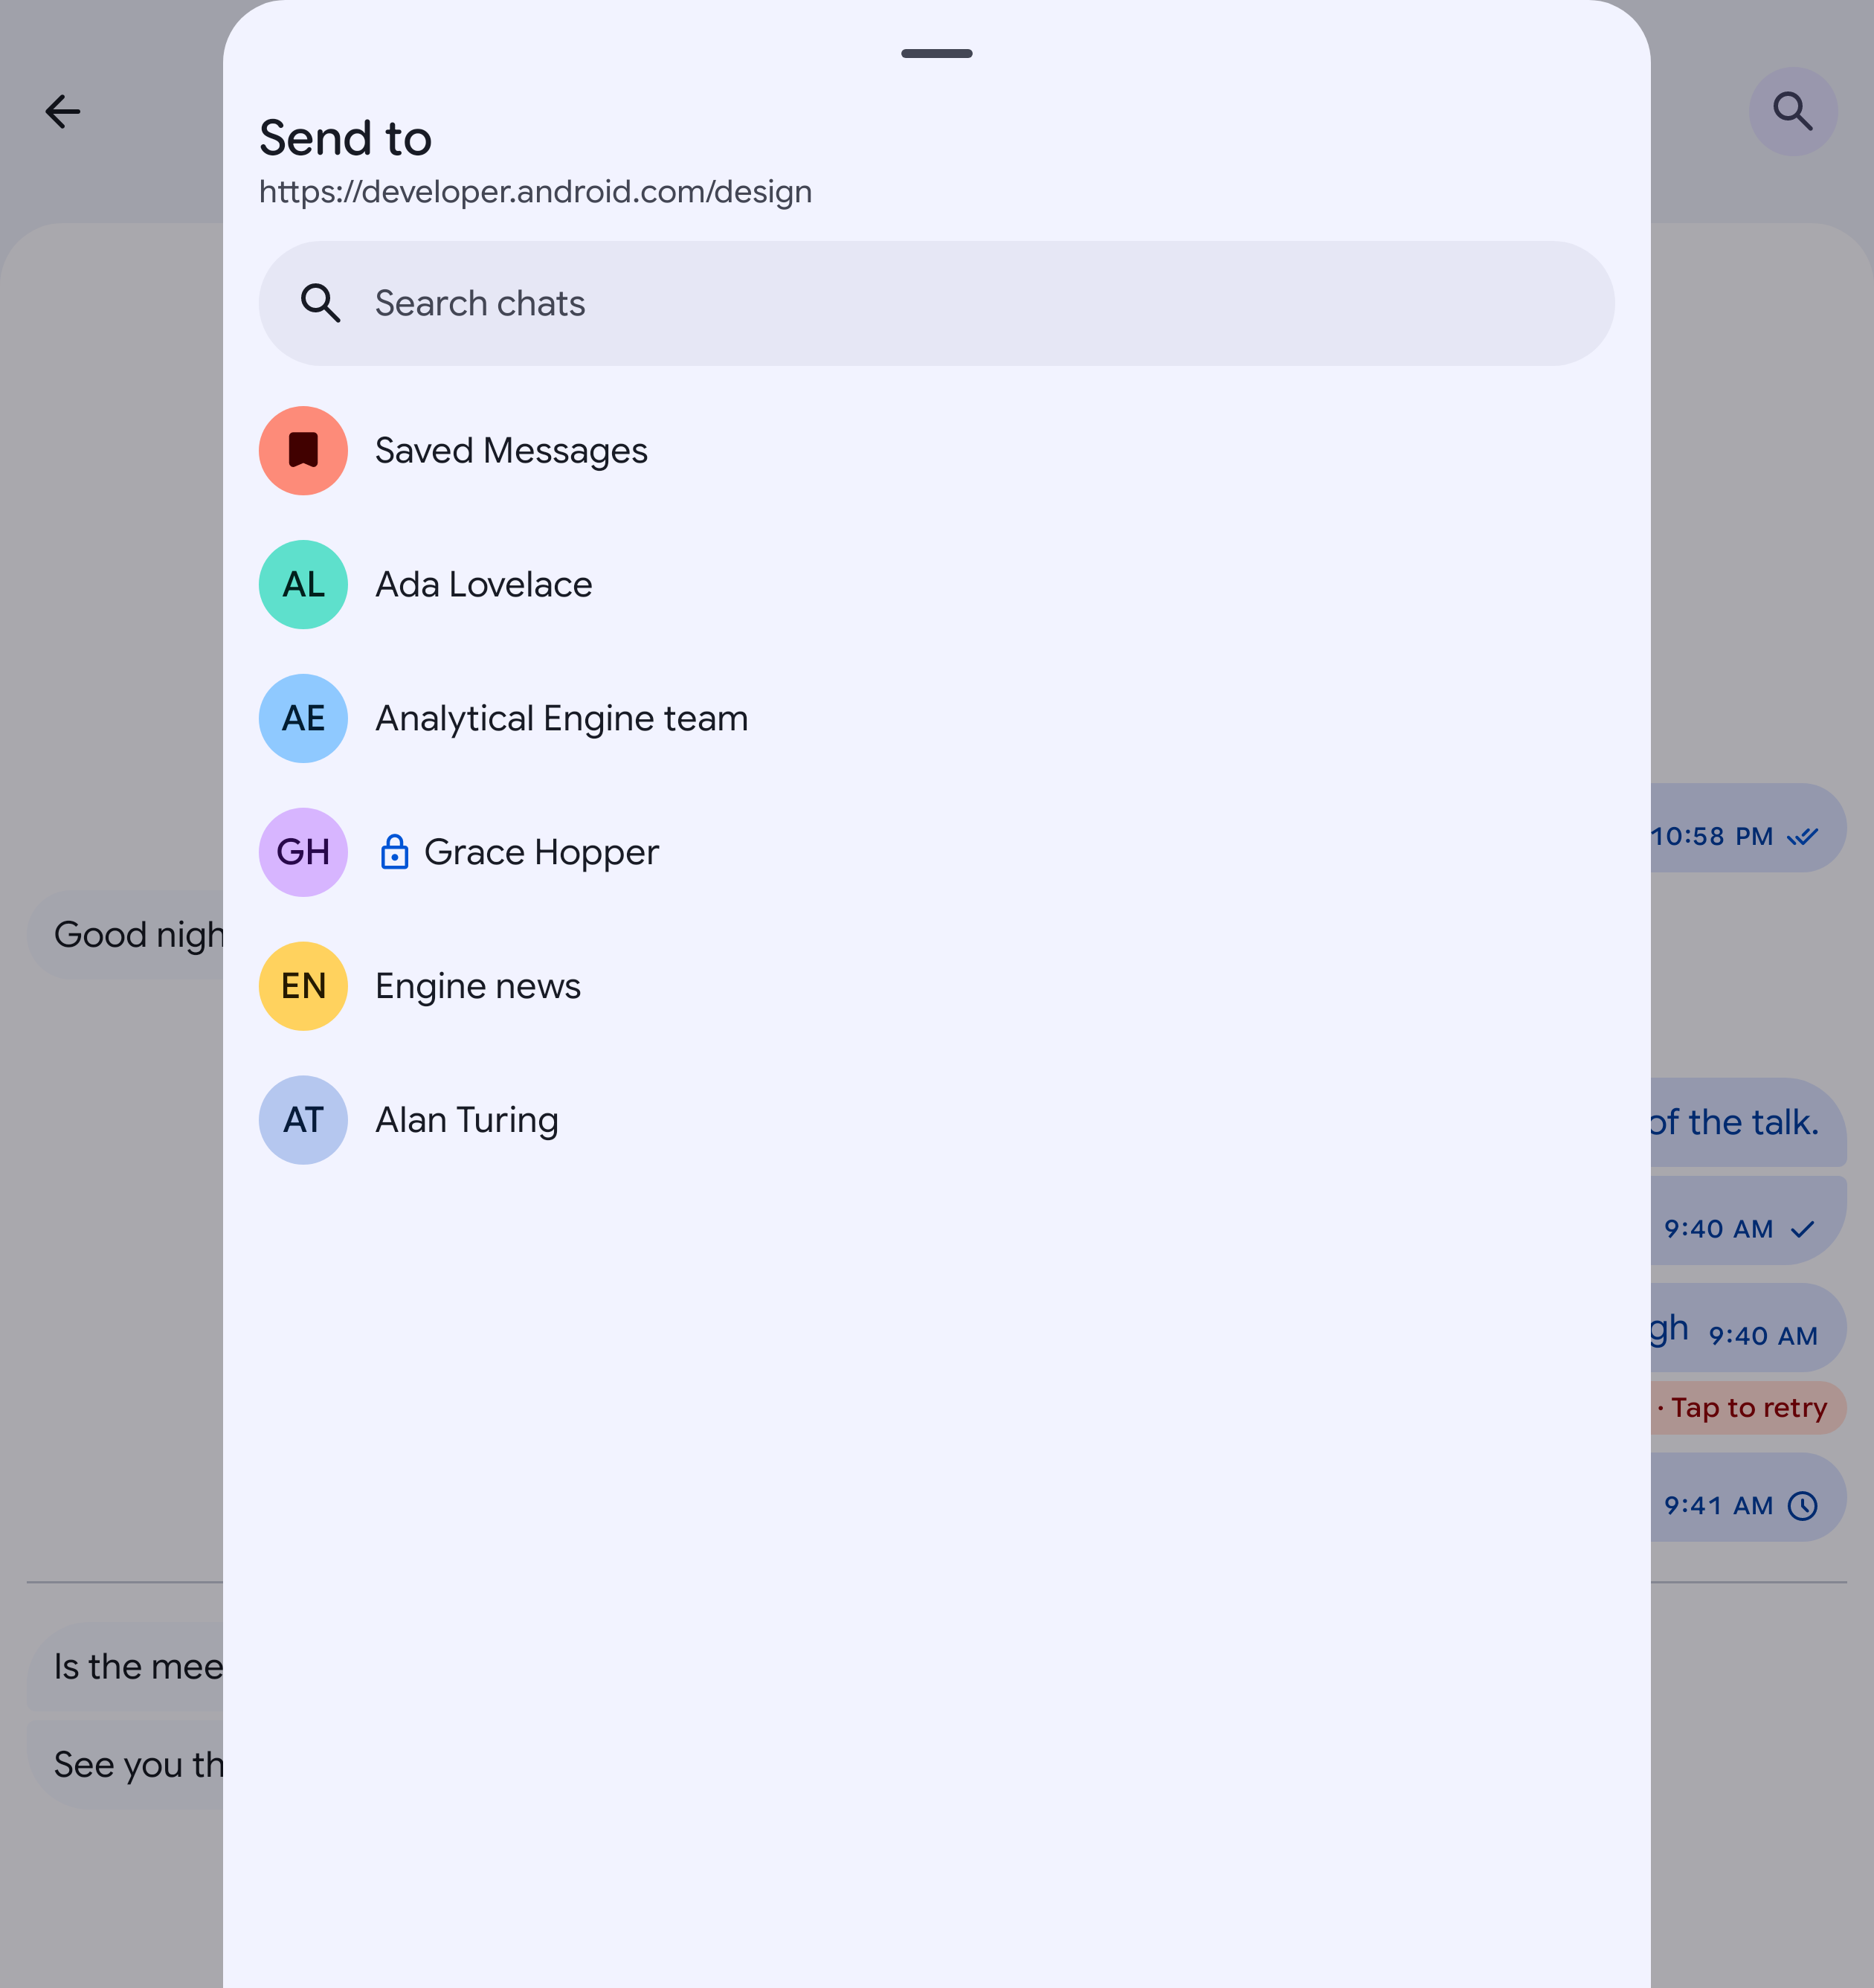 Send to
https://developer.android.com/design
Search chats
Saved Messages
AL Ada Lovelace
AE Analytical Engine team
GH Grace Hopper
EN Engine news
AT Alan Turing
10:58 PM
Good nigh
of the talk.
9:40 AM
gh 9:40 AM
· Tap to retry
9:41 AM
Is the mee
See you th